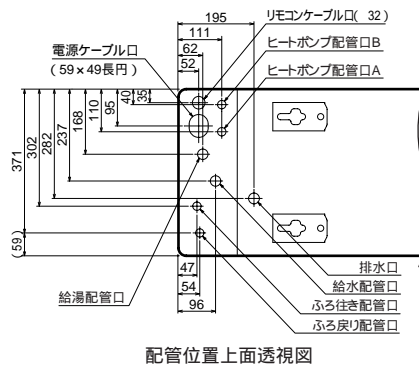 195
リモコンケーブル口( 32)
111
ヒートポンプ配管口B
電源ケーブル口
62
(59×49長円)
52
ヒートポンプ配管口A
371
302
282
237
168
110
95
40
35
(59)
47
排水口
給湯配管口
54
給水配管口
96
ふろ往き配管口
ふろ戻り配管口
配管位置上面透視図